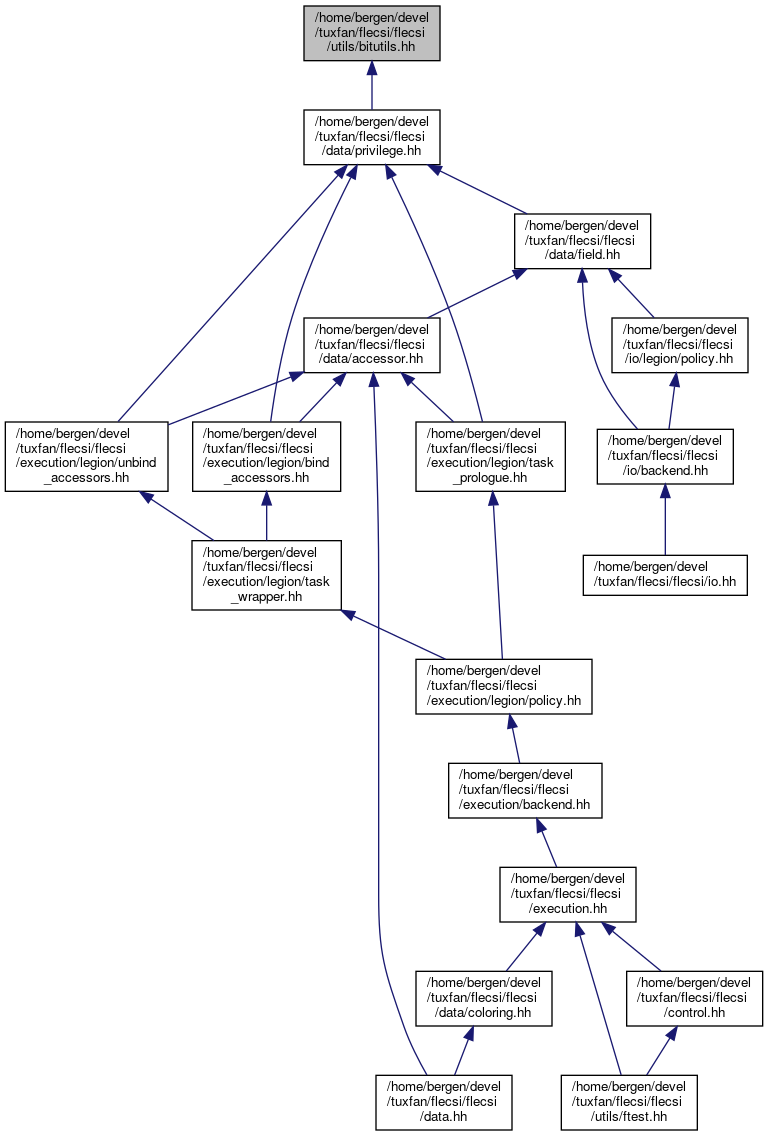 /home/bergen/devel
/tuxfan/flecsi/flecsi
/utils/bitutils.hh
/home/bergen/devel
/tuxfan/flecsi/flecsi
/data/privilege.hh
/home/bergen/devel
/tuxfan/flecsi/flecsi
/data/field.hh
/home/bergen/devel
/tuxfan/flecsi/flecsi
/data/accessor.hh
/home/bergen/devel
/tuxfan/flecsi/flecsi
/io/legion/policy.hh
/home/bergen/devel
/tuxfan/flecsi/flecsi
/execution/legion/unbind
_accessors.hh
/home/bergen/devel
/tuxfan/flecsi/flecsi
/execution/legion/bind
_accessors.hh
/home/bergen/devel
/tuxfan/flecsi/flecsi
/execution/legion/task
_prologue.hh
/home/bergen/devel
/tuxfan/flecsi/flecsi
/io/backend.hh
/home/bergen/devel
/tuxfan/flecsi/flecsi
/execution/legion/task
_wrapper.hh
/home/bergen/devel
/tuxfan/flecsi/flecsi/io.hh
/home/bergen/devel
/tuxfan/flecsi/flecsi
/execution/legion/policy.hh
/home/bergen/devel
/tuxfan/flecsi/flecsi
/execution/backend.hh
/home/bergen/devel
/tuxfan/flecsi/flecsi
/execution.hh
/home/bergen/devel
/tuxfan/flecsi/flecsi
/data/coloring.hh
/home/bergen/devel
/tuxfan/flecsi/flecsi
/control.hh
/home/bergen/devel
/tuxfan/flecsi/flecsi
/data.hh
/home/bergen/devel
/tuxfan/flecsi/flecsi
/utils/ftest.hh